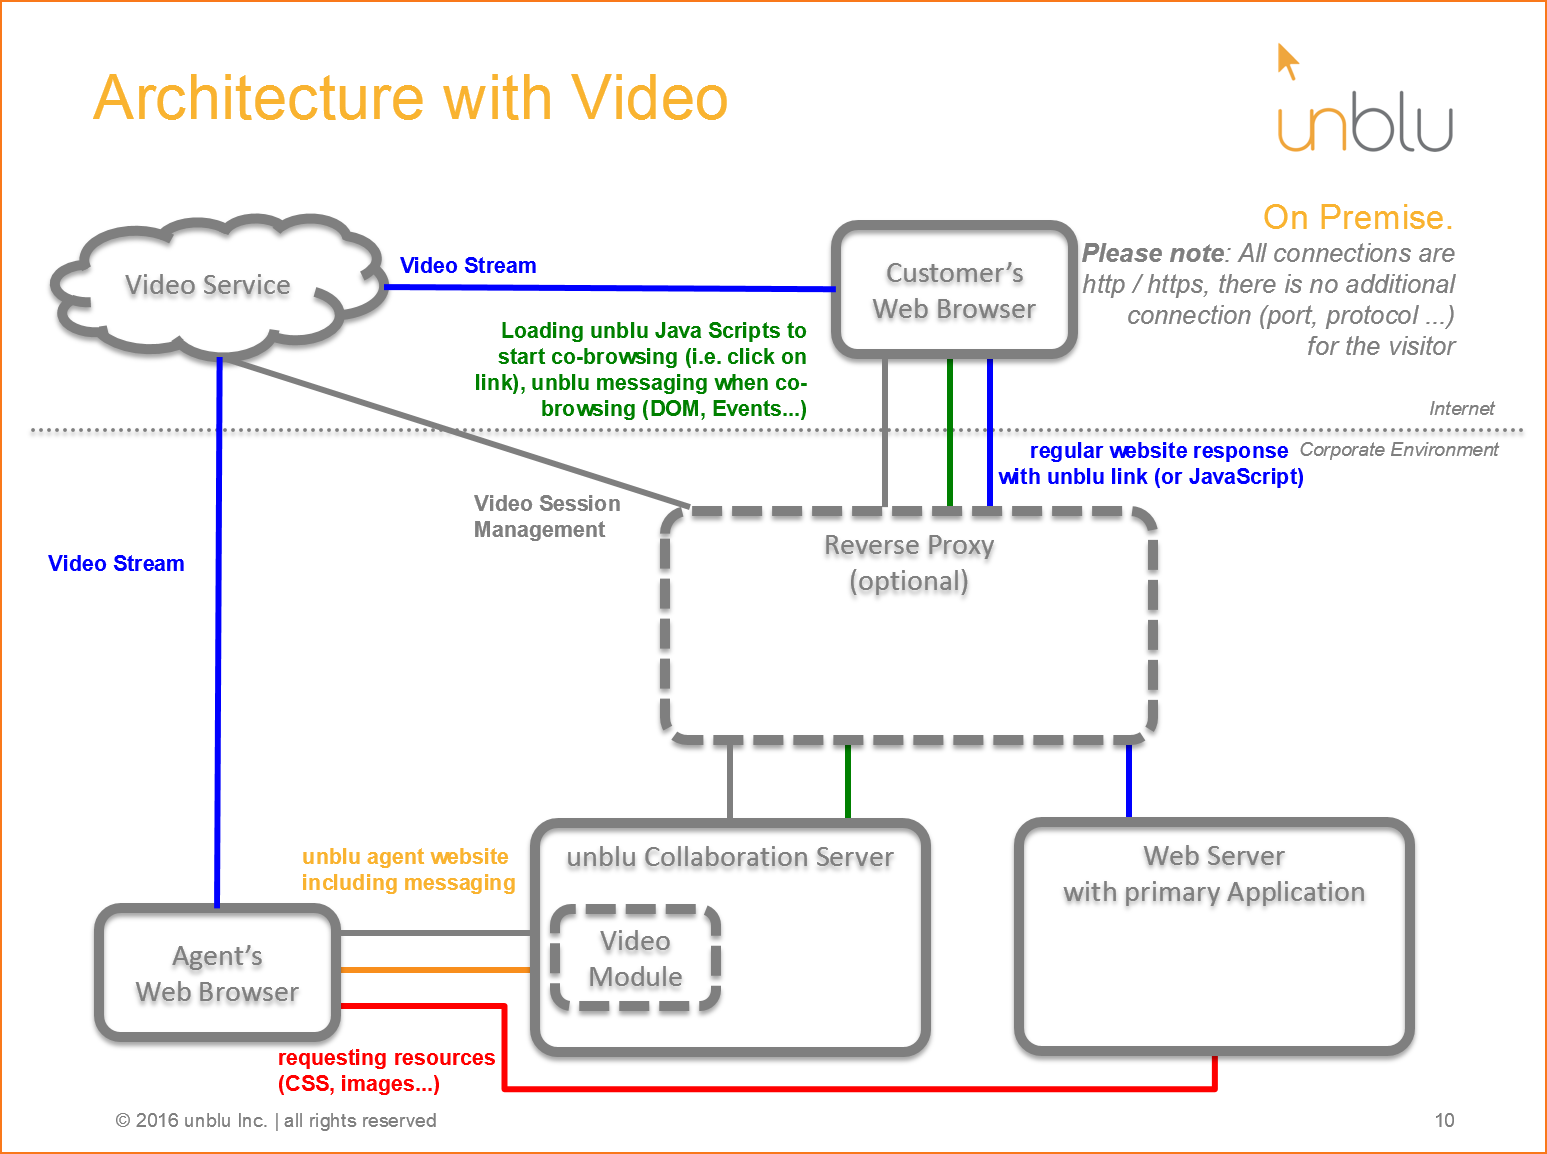 Architecture with Video
unblu
On Premise.
Please note: All connections are
http / https, there is no additional
connection (port, protocol ...)
for the visitor
Video Service
Video Stream
Customer's
Web Browser
Loading unblu Java Scripts to
start co-browsing (i.e. click on
link), unblu messaging when co-
browsing (DOM, Events...)
Internet
Corporate Environment
regular website response
with unblu link (or JavaScript)
Video Session
Management
Video Stream
Reverse Proxy
(optional)
unblu agent website
including messaging
unblu Collaboration Server
Video
Module
Web Server
with primary Application
Agent's
Web Browser
requesting resources
(CSS, images...)
© 2016 unblu Inc. | all rights reserved
10